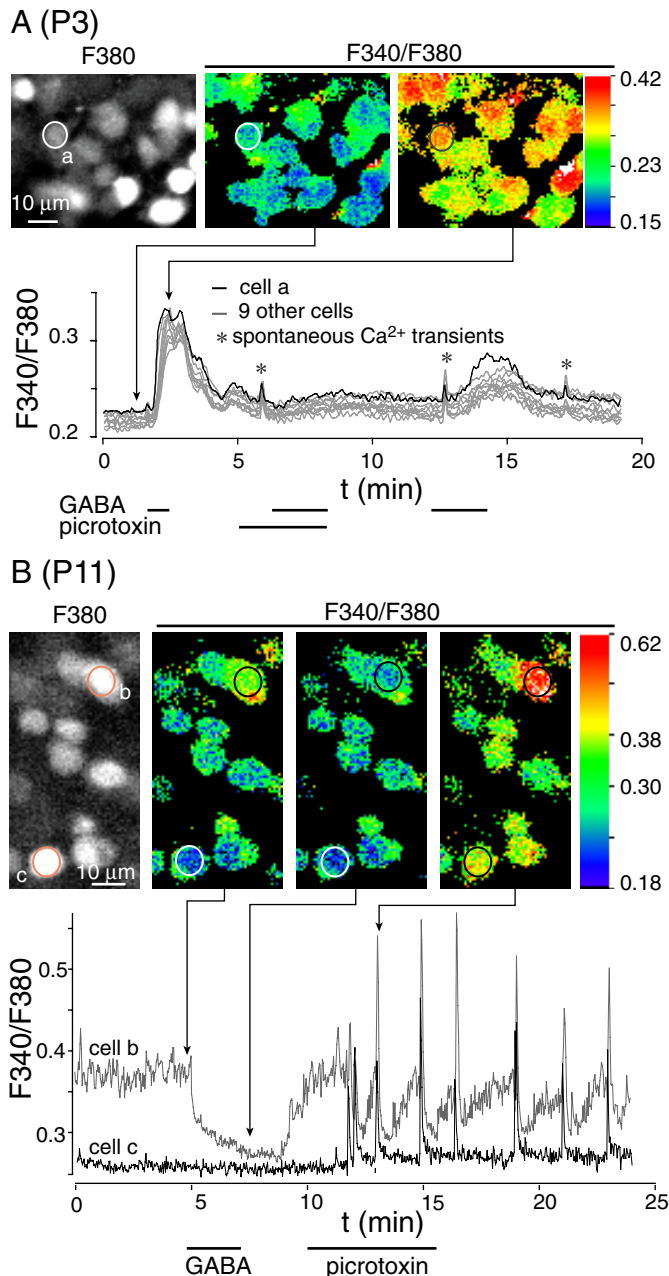 A (P3)
F380
F340/F380
a
10 μm
0.42
0.33
0.23
0.15
cell a
9 other cells
* spontaneous Ca²⁺ transients
*
*
*
F340/F380
0.3
0.2
0
5
10
15
20
t (min)
GABA
picrotoxin
B (P11)
F380
F340/F380
b
c
10 μm
0.62
0.38
0.30
0.18
F340/F380
0.5
0.4
0.3
cell b
cell c
0
5
10
15
20
25
t (min)
GABA
picrotoxin